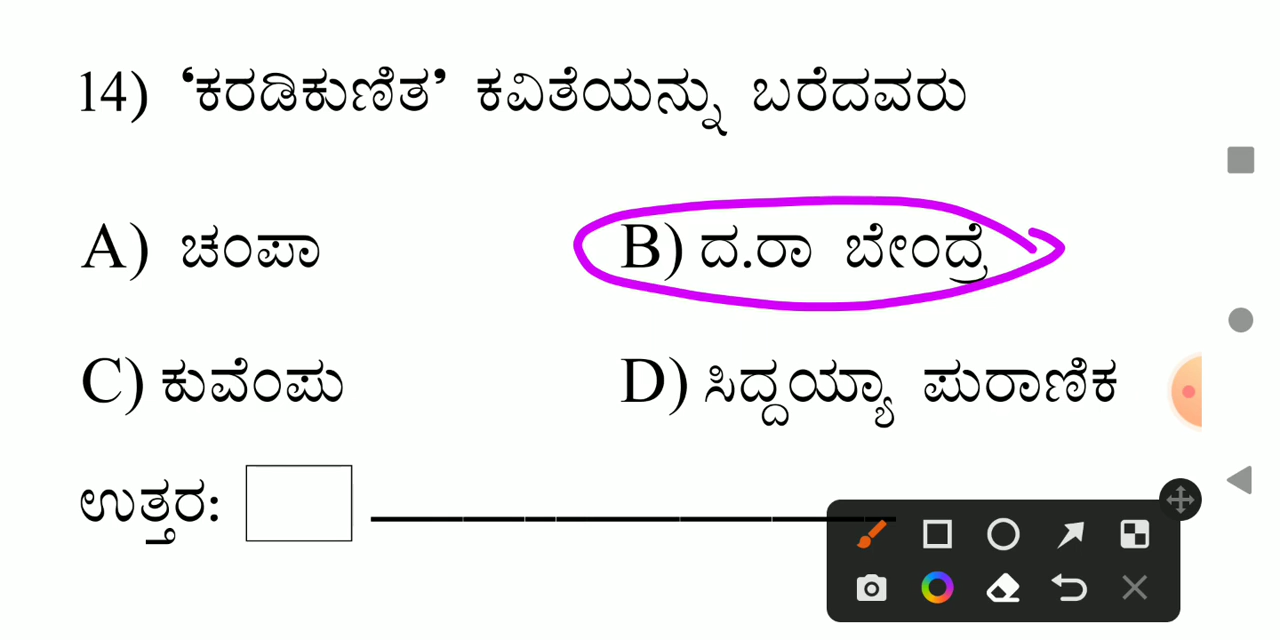 14) ‘ಕರಡಿಕುಣಿತ’ ಕವಿತೆಯನ್ನು ಬರೆದವರು
A) ಚಂಪಾ B) ದ.ರಾ ಬೇಂದ್ರೆ
C) ಕುವೆಂಪು D) ಸಿದ್ದಯ್ಯಾ ಪುರಾಣಿಕ
ಉತ್ತರ: